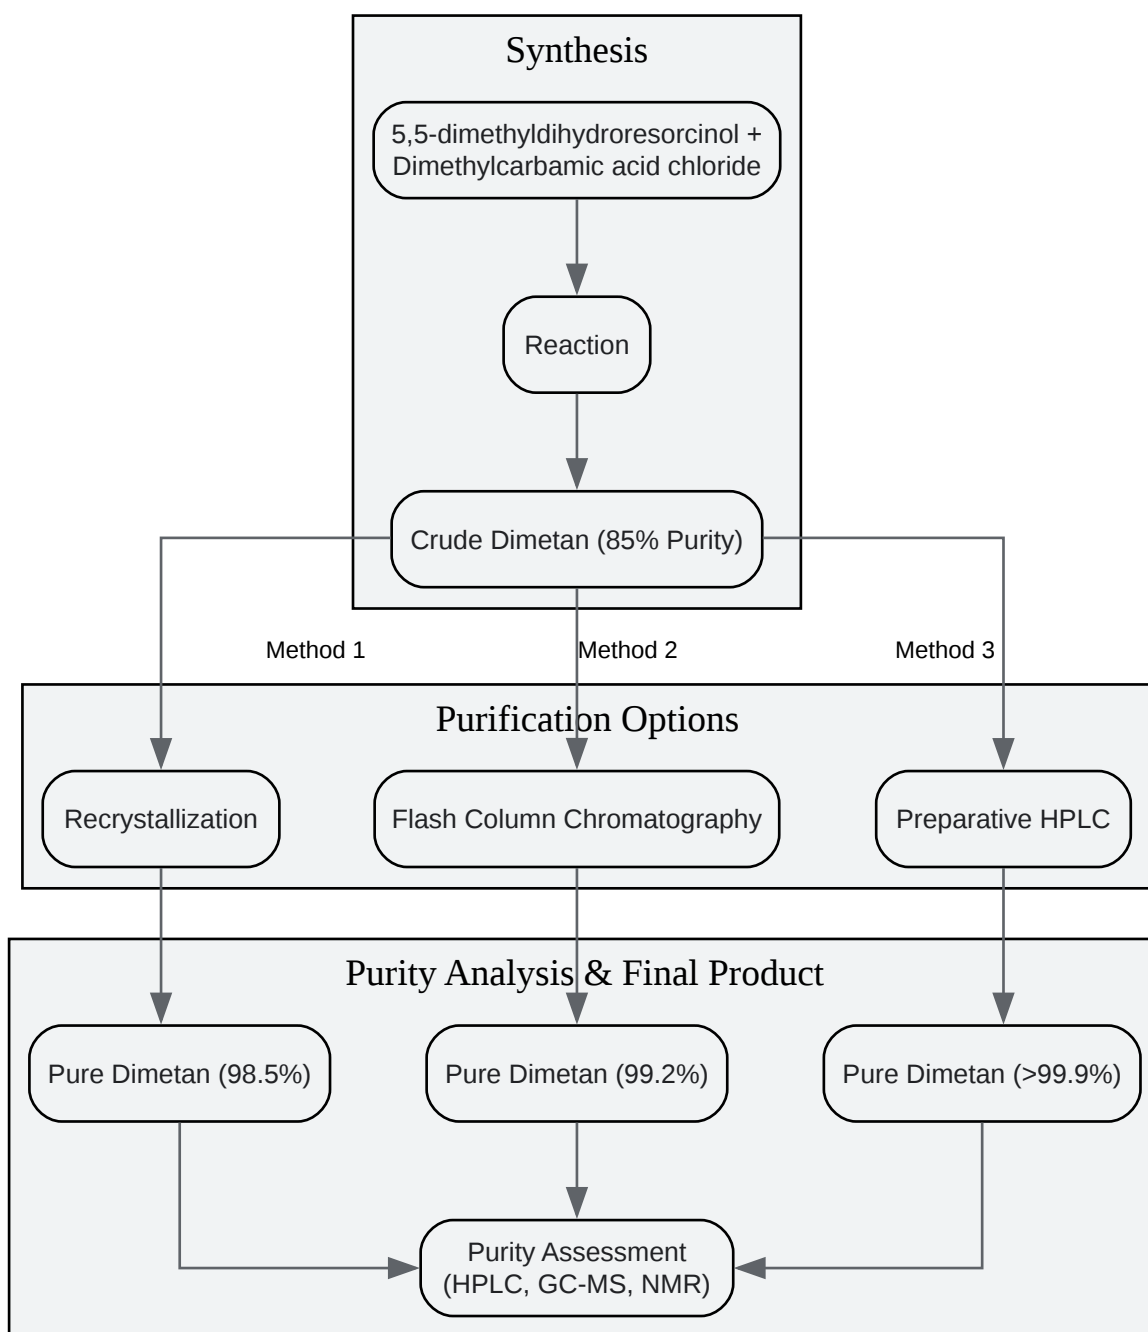 Synthesis
5,5-dimethyldihydroresorcinol +
Dimethylcarbamic acid chloride
Reaction
Crude Dimetan (85% Purity)
Method 1
Method 2
Method 3
Purification Options
Recrystallization
Flash Column Chromatography
Preparative HPLC
Purity Analysis & Final Product
Pure Dimetan (98.5%)
Pure Dimetan (99.2%)
Pure Dimetan (>99.9%)
Purity Assessment
(HPLC, GC-MS, NMR)